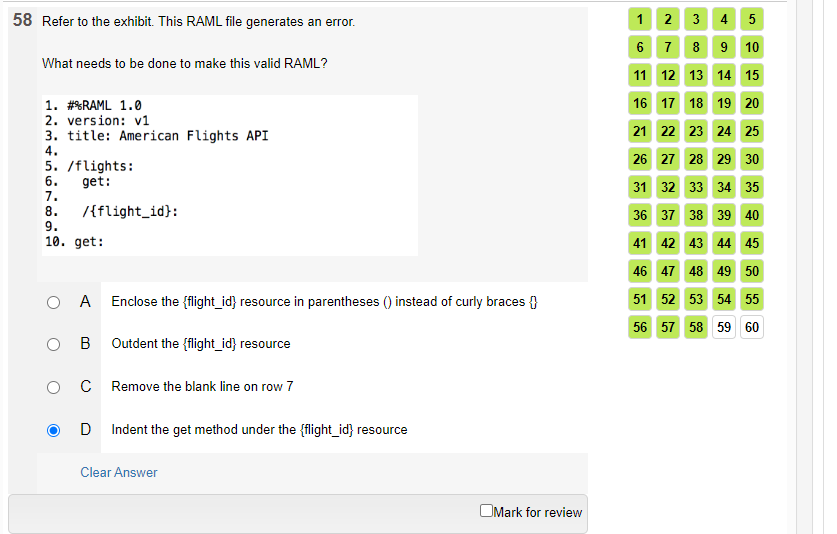 58 Refer to the exhibit. This RAML file generates an error.
What needs to be done to make this valid RAML?
1. #%RAML 1.0
2. version: v1
3. title: American Flights API
4.
5. /flights:
6. get:
7.
8. /{flight_id}:
9.
10. get:
A Enclose the {flight_id} resource in parentheses () instead of curly braces {}
B Outdent the {flight_id} resource
C Remove the blank line on row 7
D Indent the get method under the {flight_id} resource
Clear Answer
Mark for review
1 2 3 4 5
6 7 8 9 10
11 12 13 14 15
16 17 18 19 20
21 22 23 24 25
26 27 28 29 30
31 32 33 34 35
36 37 38 39 40
41 42 43 44 45
46 47 48 49 50
51 52 53 54 55
56 57 58 59 60